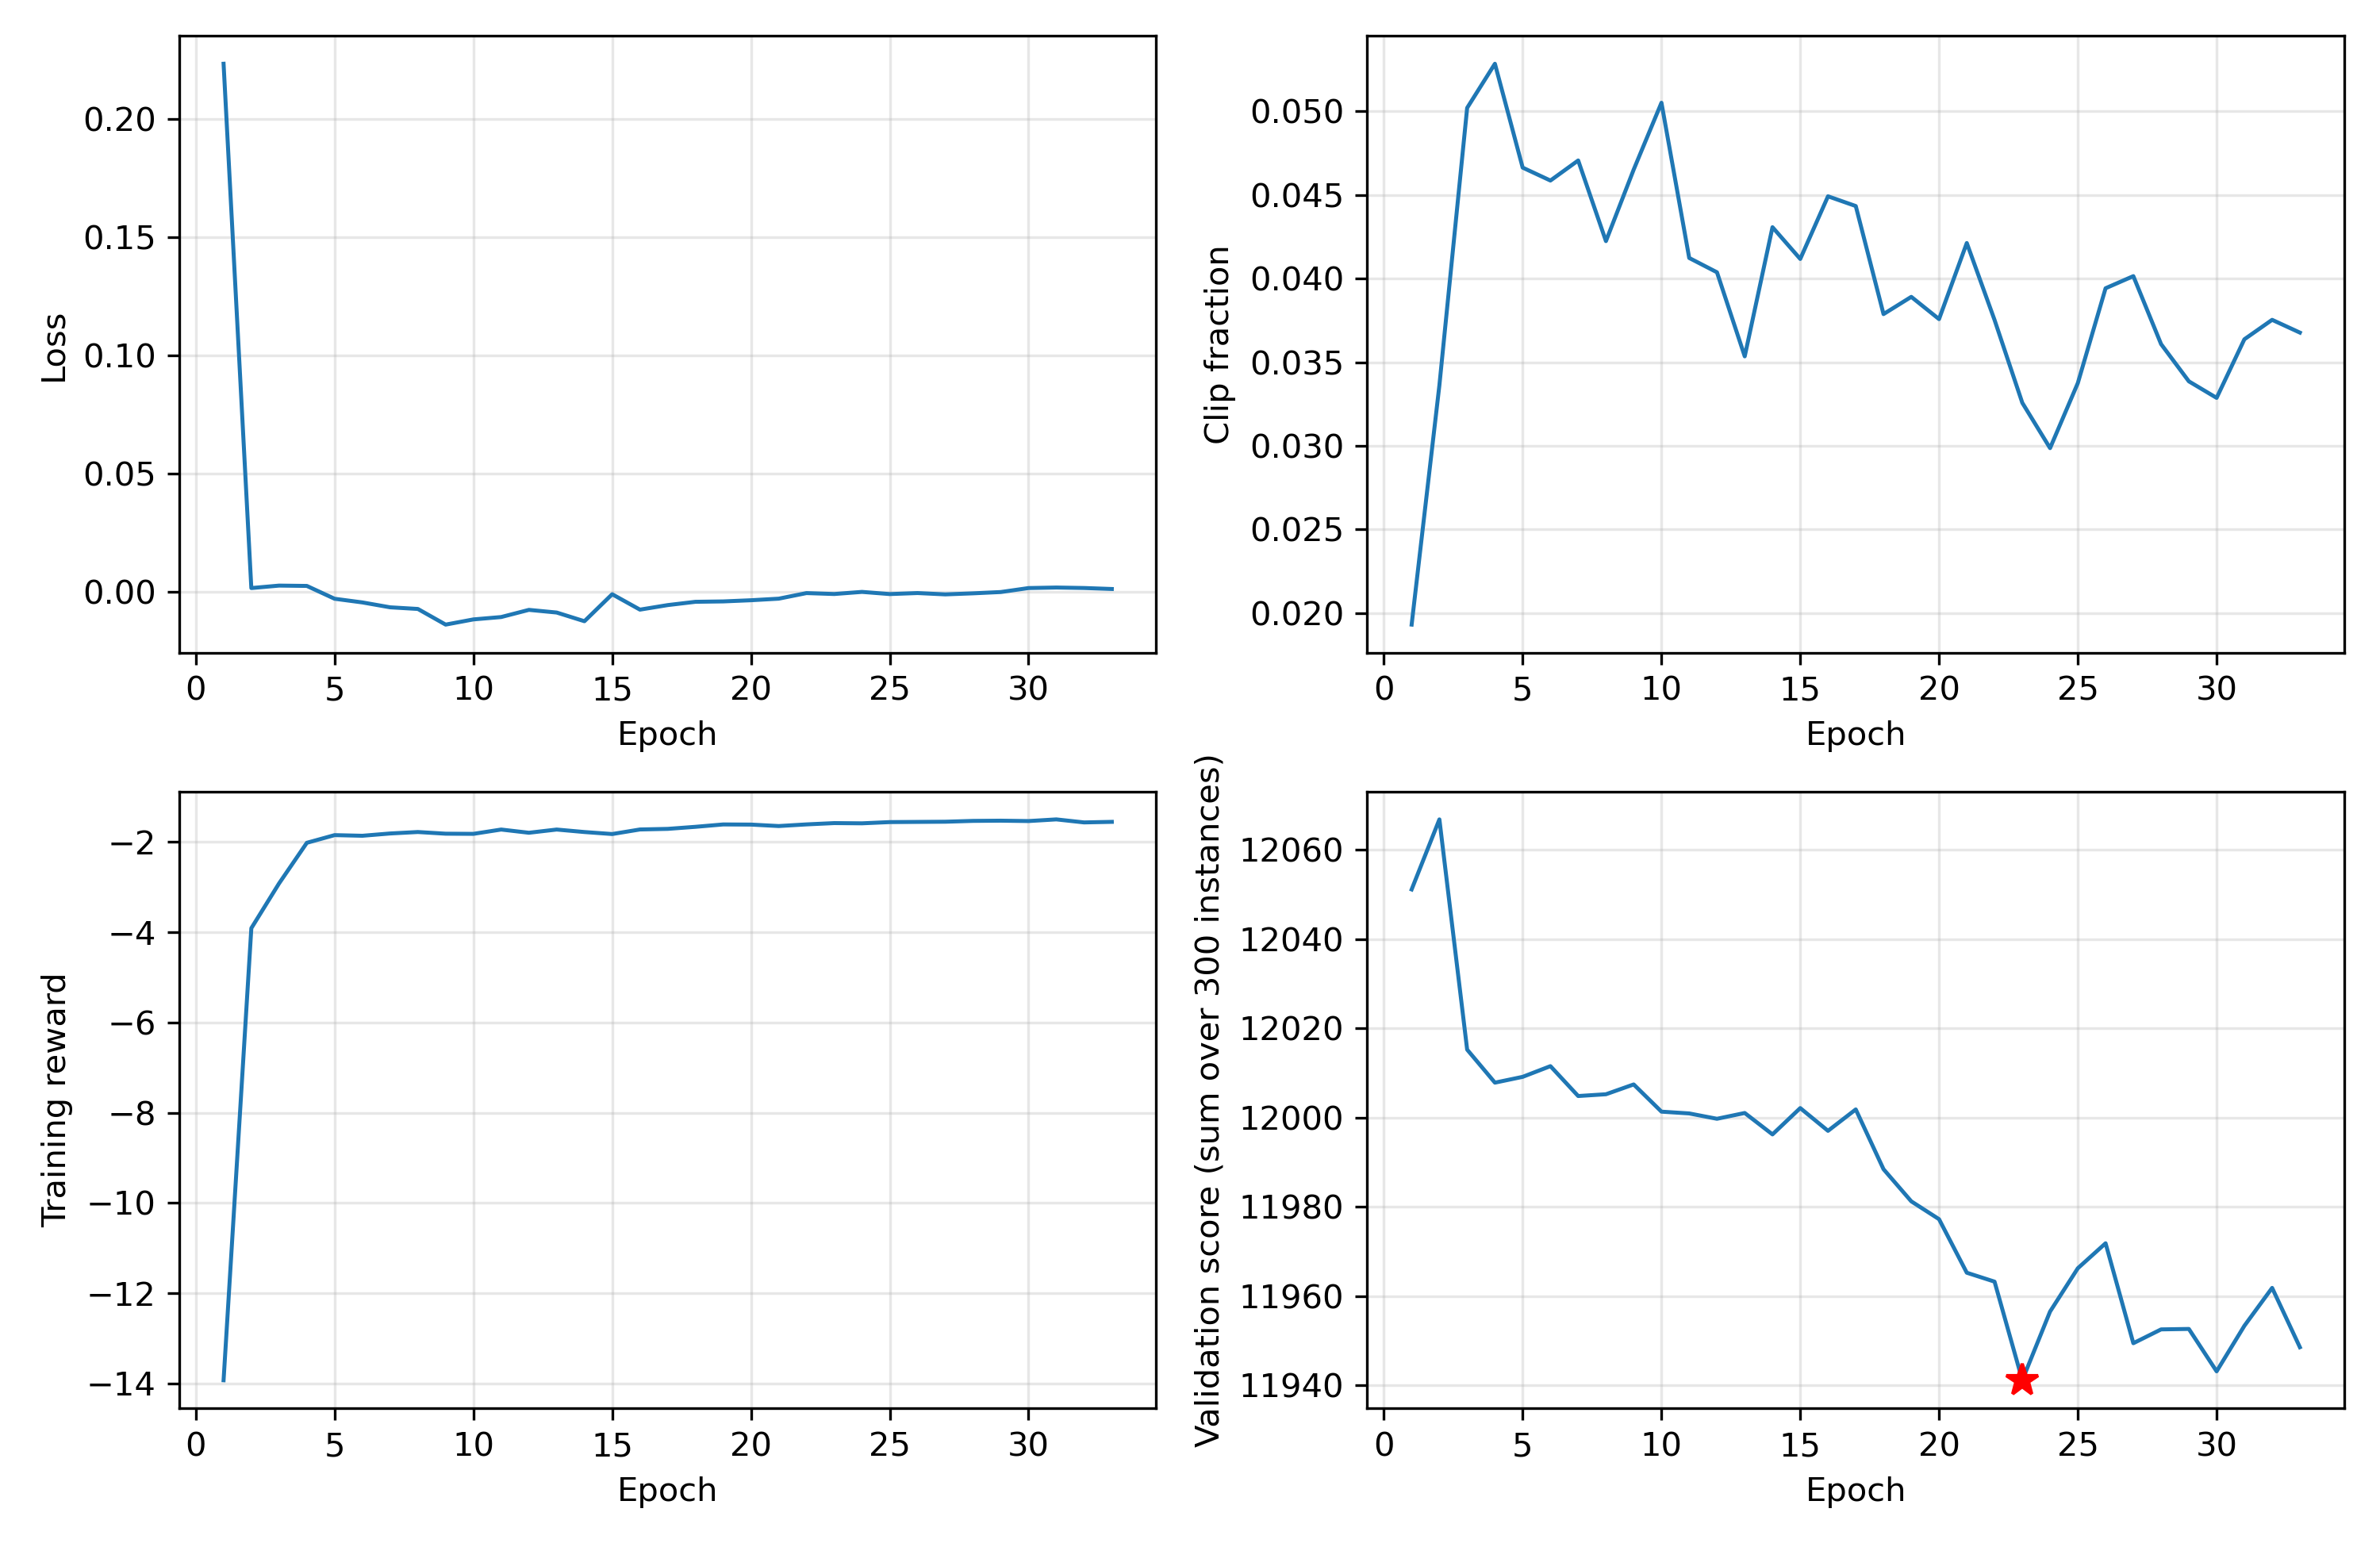 Loss
0.20
0.15
0.10
0.05
0.00
0 5 10 15 20 25 30
Epoch
Clip fraction
0.050
0.045
0.040
0.035
0.030
0.025
0.020
0 5 10 15 20 25 30
Epoch
Training reward
−2
−4
−6
−8
−10
−12
−14
0 5 10 15 20 25 30
Epoch
Validation score (sum over 300 instances)
12060
12040
12020
12000
11980
11960
11940
0 5 10 15 20 25 30
Epoch